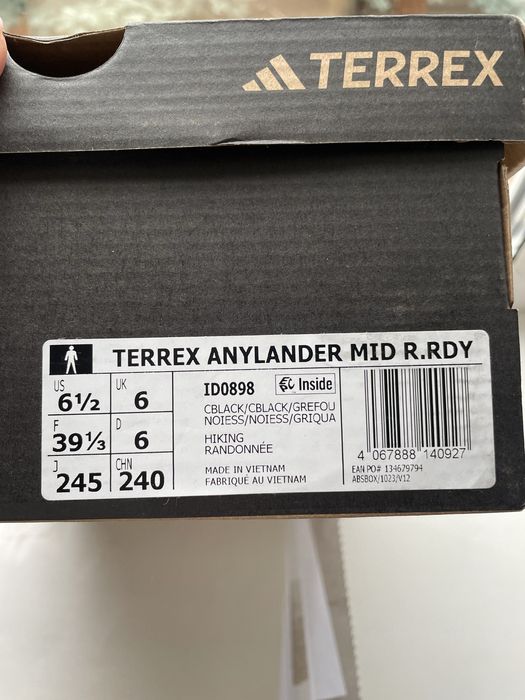 TERREX
TERREX ANYLANDER MID R.RDY
US
6½
UK
6
F
39⅓
D
6
J
245
CHN
240
ID0898
Inside
CBLACK/CBLACK/GREFOU
NOIESS/NOIESS/GRIQUA
HIKING
RANDONNÉE
MADE IN VIETNAM
FABRIQUÉ AU VIETNAM
4 067888 140927
EAN PO# 134679794
ABSBOX/1023/V12